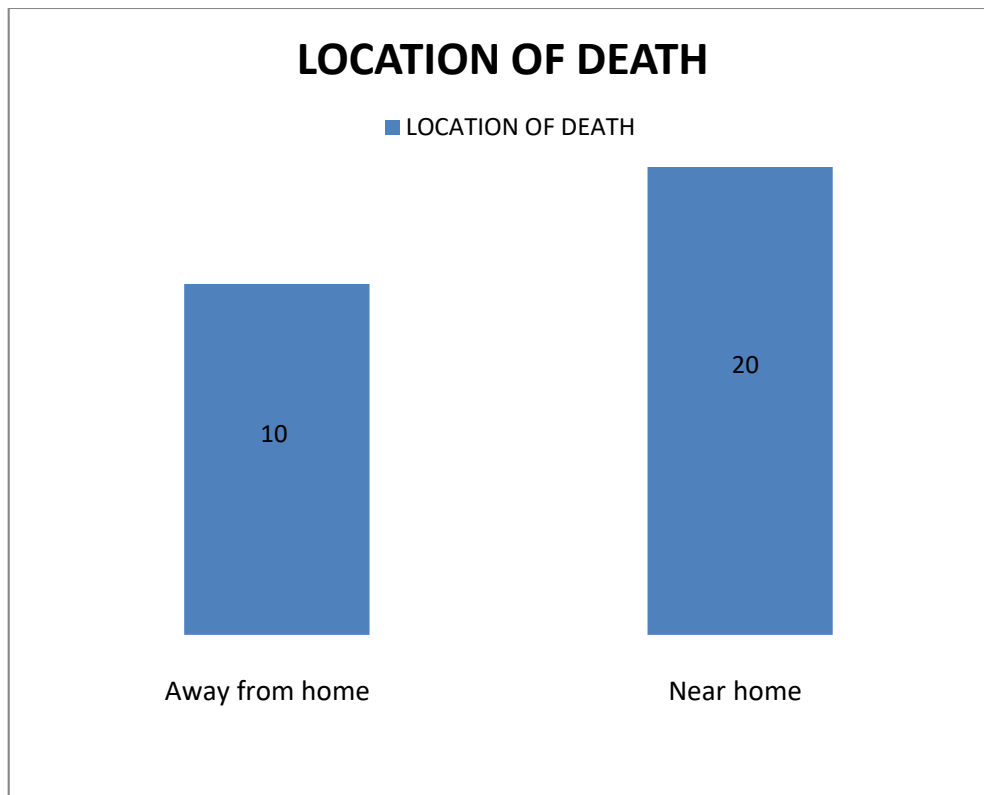 LOCATION OF DEATH
LOCATION OF DEATH
10
20
Away from home
Near home